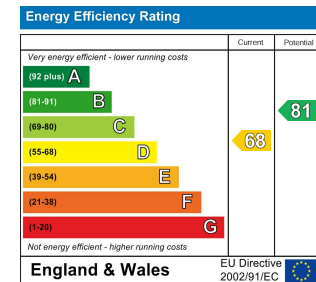 Energy Efficiency Rating
Current Potential
Very energy efficient - lower running costs
(92 plus) A
(81-91) B
81
(69-80) C
(55-68) D
68
(39-54) E
(21-38) F
(1-20) G
Not energy efficient - higher running costs
England & Wales
EU Directive
2002/91/EC